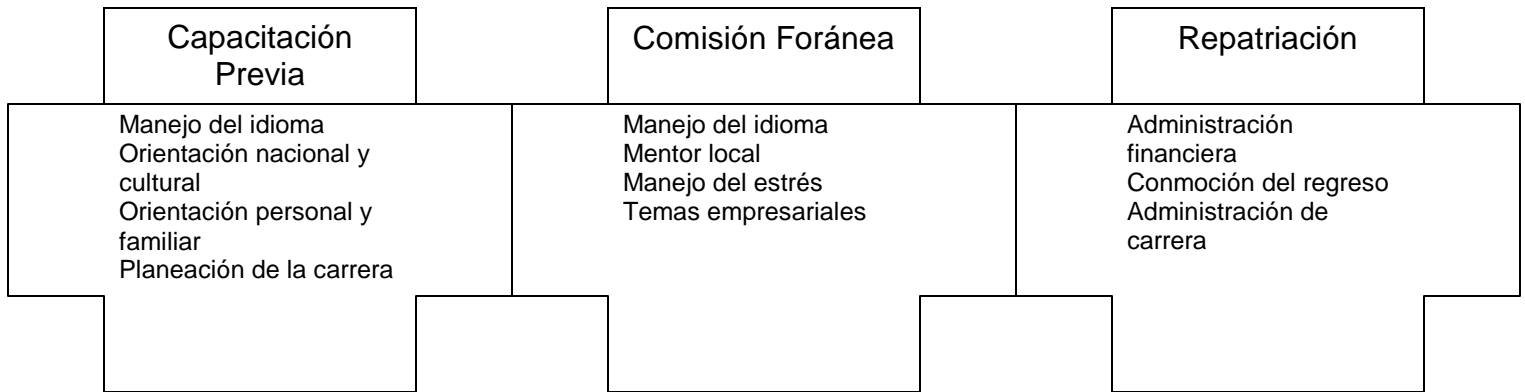 Capacitación
Previa
Manejo del idioma
Orientación nacional y
cultural
Orientación personal y
familiar
Planeación de la carrera
Comisión Foránea
Manejo del idioma
Mentor local
Manejo del estrés
Temas empresariales
Repatriación
Administración
financiera
Conmoción del regreso
Administración de
carrera